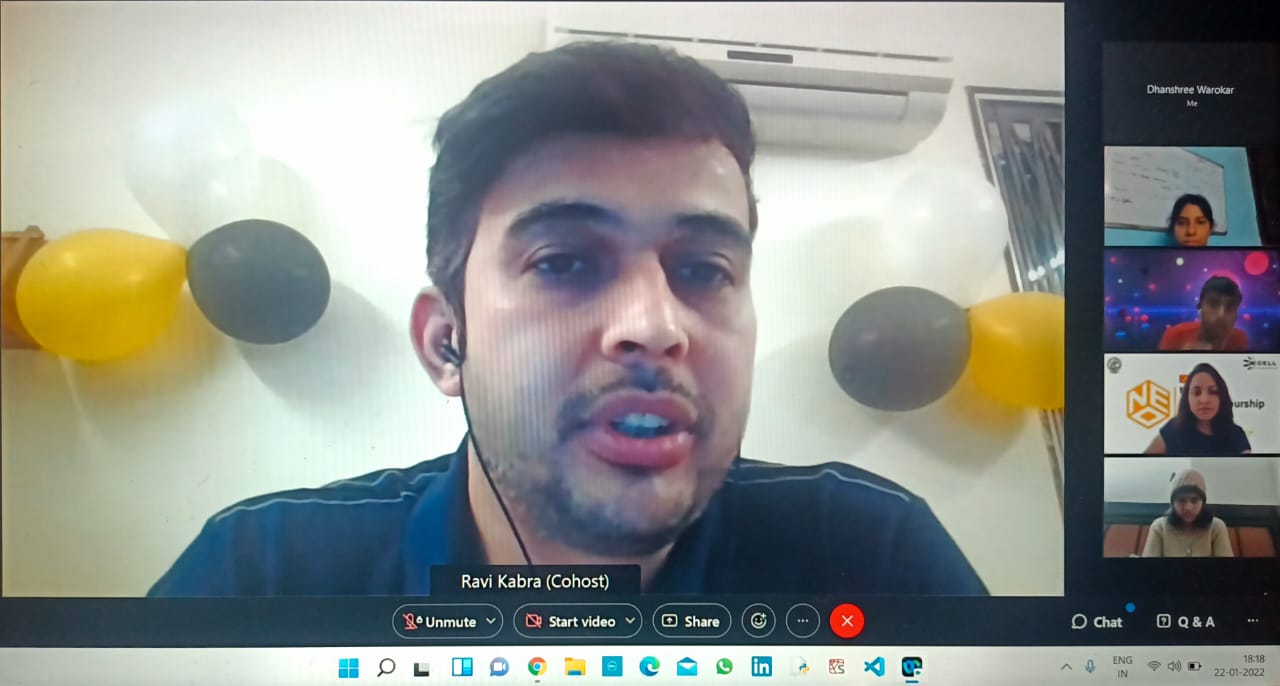 Dhanshree Warokar
Me
NEO
urship
CELL
Ravi Kabra (Cohost)
Unmute
Start video
Share
Chat
Q & A
ENG
IN
18:18
22-01-2022